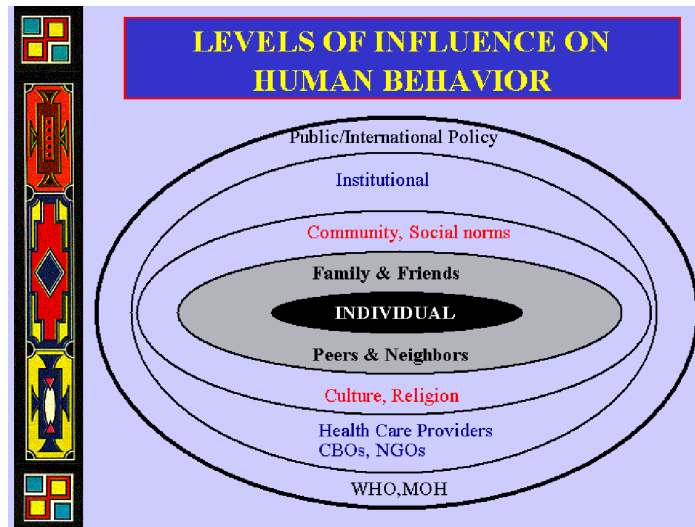 LEVELS OF INFLUENCE ON
HUMAN BEHAVIOR
Public/International Policy
Institutional
Community, Social norms
Family & Friends
INDIVIDUAL
Peers & Neighbors
Culture, Religion
Health Care Providers
CBOs, NGOs
WHO,MOH